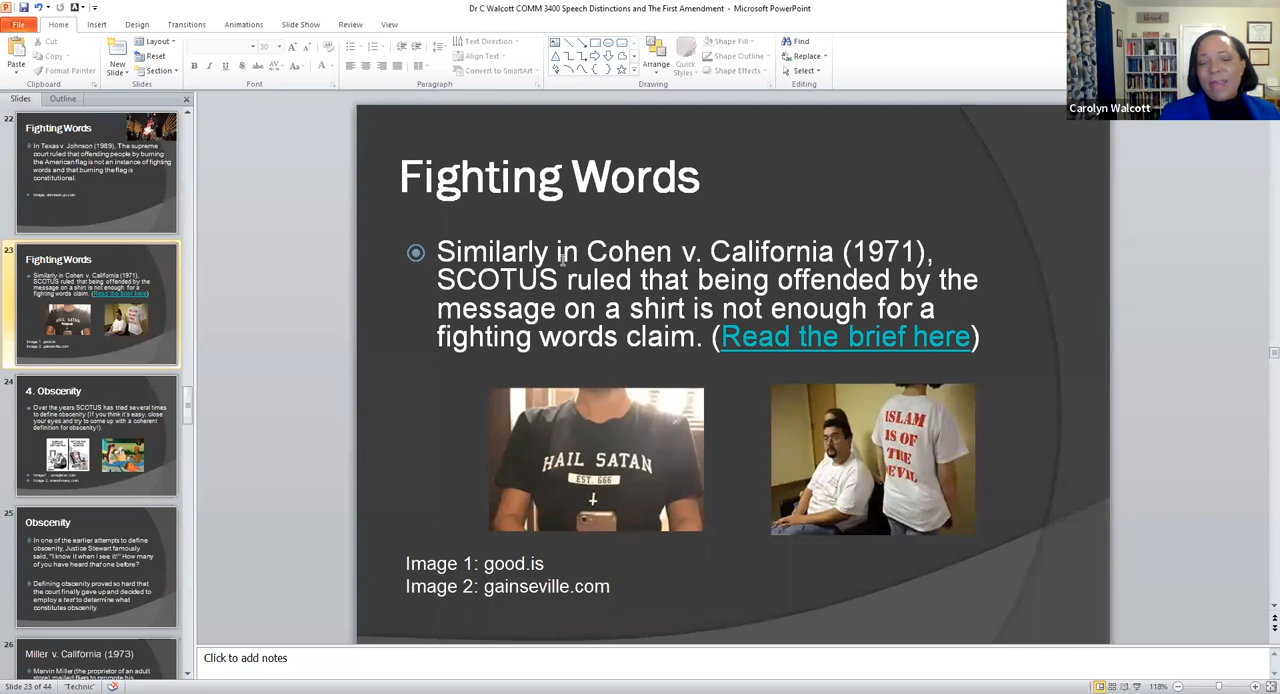 Dr C Walcott COMM 3400 Speech Distinctions and The First Amendment - Microsoft PowerPoint
File Home Insert Design Transitions Animations Slide Show Review View
Paste
Cut
Copy
Format Painter
Clipboard
New
Slide
Layout
Reset
Section
Slides
30
Font
Paragraph
Text Direction
Align Text
Convert to SmartArt
Arrange
Quick
Styles
Shape Fill
Shape Outline
Shape Effects
Drawing
Find
Replace
Select
Editing
Carolyn Walcott
Slides Outline
22
Fighting Words
In Texas v. Johnson (1989), The supreme
court ruled that offending people by burning
the American flag is not an instance of fighting
words and that burning the flag is
constitutional.
23
Fighting Words
Similarly in Cohen v. California (1971),
SCOTUS ruled that being offended by the
message on a shirt is not enough for a
fighting words claim. (Read the brief here)
HAIL SATAN
Image 1: good.is
Image 2: gainseville.com
24
4. Obscenity
Over the years SCOTUS has tried several times
to define obscenity (If you think it's easy, close
your eyes and try to come up with a coherent
definition for obscenity!).
25
Obscenity
In one of the earlier attempts to define
obscenity, Justice Stewart famously
said, "I know it when I see it!" How many
of you have heard that one before?
Defining obscenity proved so hard that
the court finally gave up and decided to
employ a test to determine what
constitutes obscenity.
26
Miller v. California (1973)
Marvin Miller (the proprietor of an adult
store) mailed fliers to promote his
Fighting Words
Similarly in Cohen v. California (1971),
SCOTUS ruled that being offended by the
message on a shirt is not enough for a
fighting words claim. (Read the brief here)
HAIL SATAN
EST. 666
ISLAM
IS OF
THE
DEVIL
Image 1: good.is
Image 2: gainseville.com
Click to add notes
Slide 23 of 44 "Technic" 118%